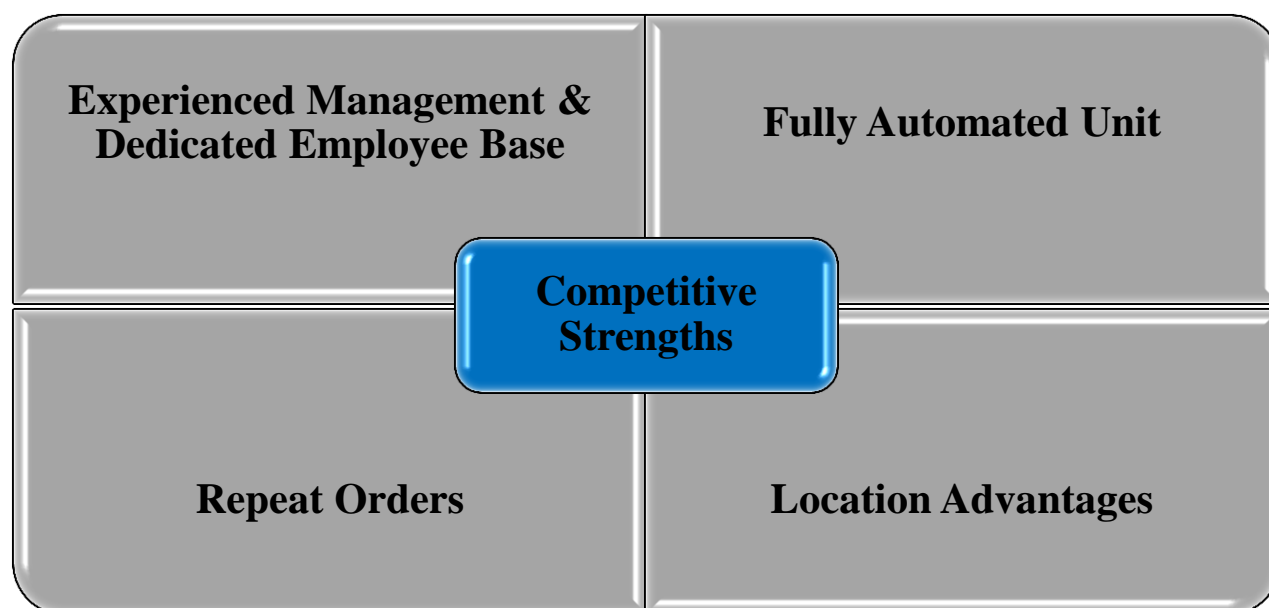 Experienced Management &
Dedicated Employee Base
Fully Automated Unit
Competitive
Strengths
Repeat Orders
Location Advantages